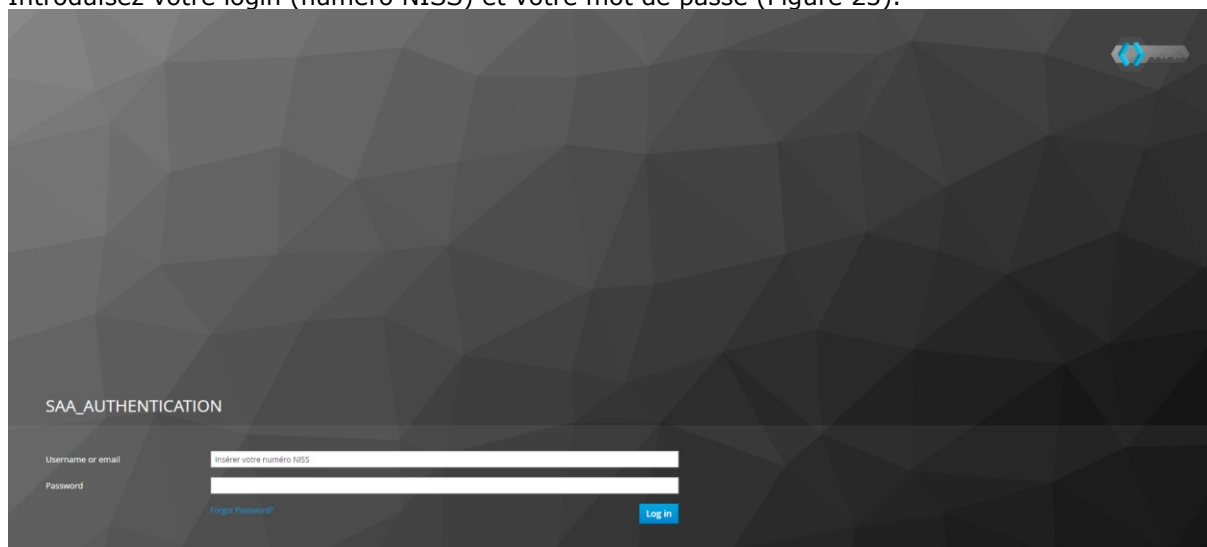 Introduisez votre login (numéro NISS) et votre mot de passe (Figure 25).
SAA_AUTHENTICATION
Username or email
Insérer votre numéro NISS
Password
Forgot Password?
Log in